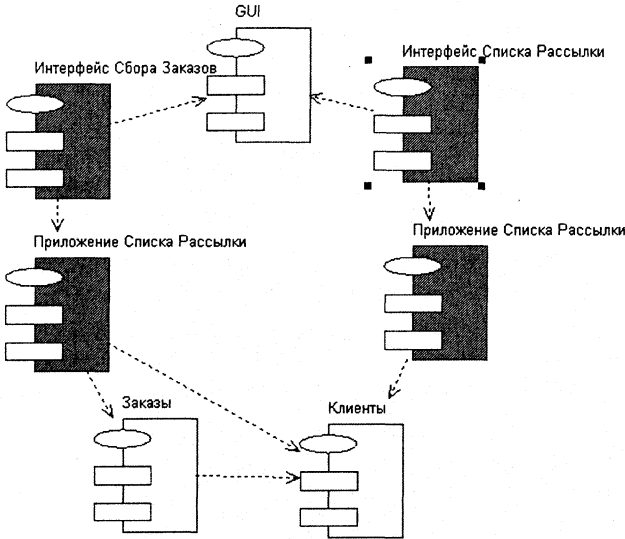 GUI
Интерфейс Сбора Заказов
Интерфейс Списка Рассылки
Приложение Списка Рассылки
Приложение Списка Рассылки
Заказы
Клиенты